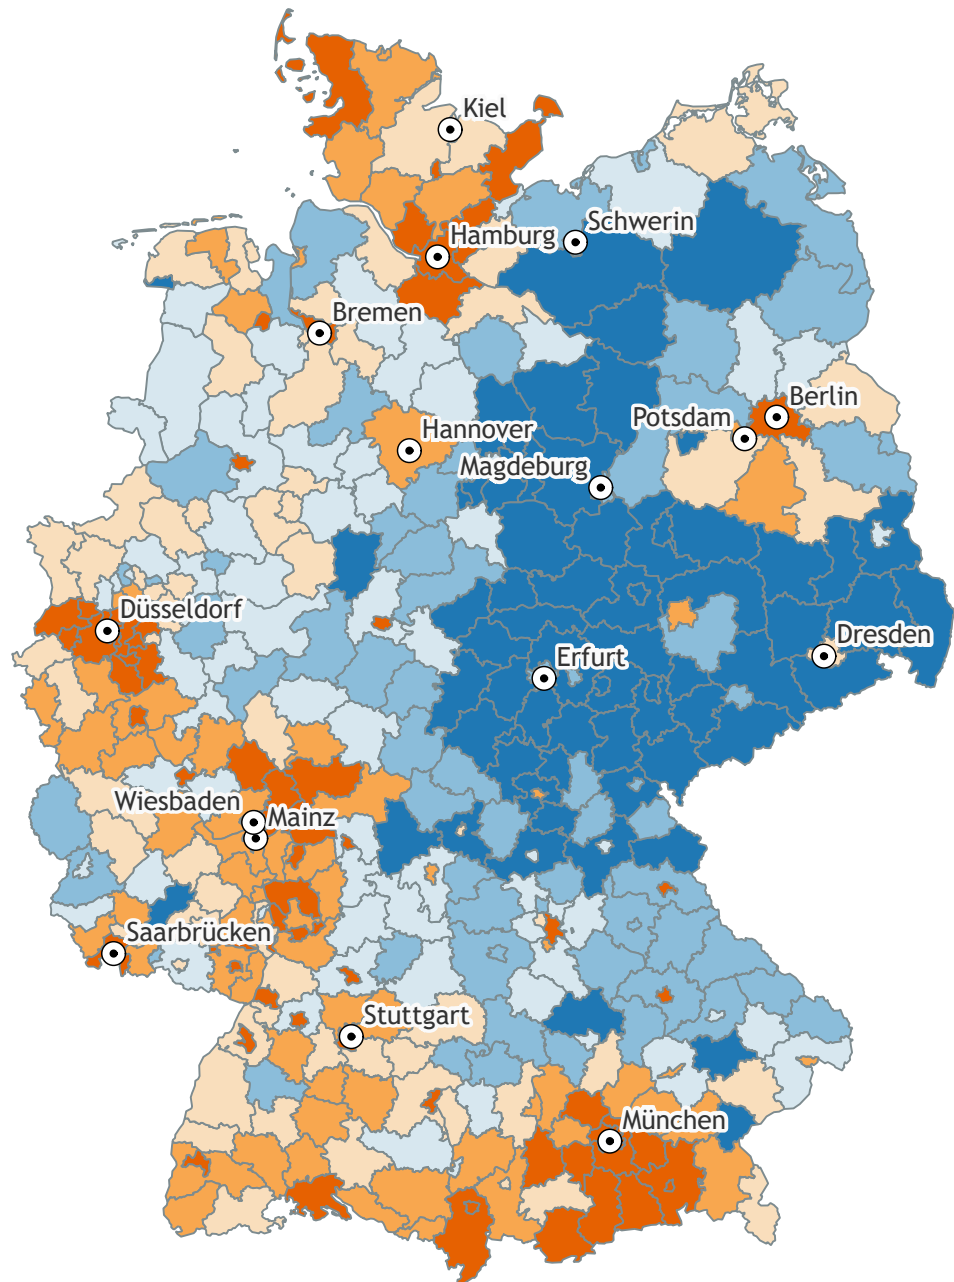 Kiel
Schwerin
Hamburg
Bremen
Berlin
Potsdam
Hannover
Magdeburg
Düsseldorf
Dresden
Erfurt
Wiesbaden
Mainz
Saarbrücken
Stuttgart
München